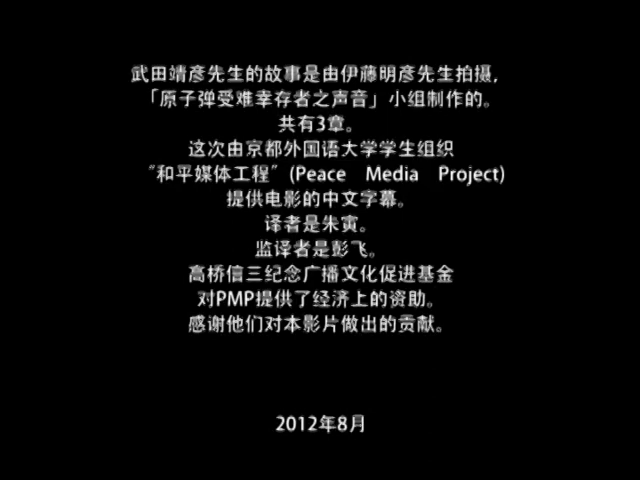 武田靖彦先生的故事是由伊藤明彦先生拍摄，
「原子弹受难幸存者之声音」小组制作的。
共有3章。
这次由京都外国语大学学生组织
“和平媒体工程”(Peace Media Project)
提供电影的中文字幕。
译者是朱寅。
监译者是彭飞。
高桥信三纪念广播文化促进基金
对PMP提供了经济上的资助。
感谢他们对本影片做出的贡献。
2012年8月